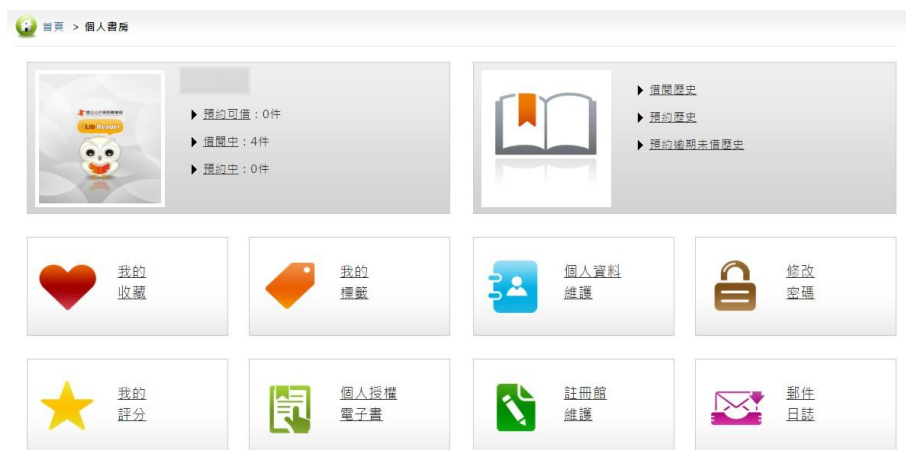 首頁 > 個人書房
Lib Reader
預約可借：0件
借閱中：4件
預約中：0件
借閱歷史
預約歷史
預約逾期未借歷史
我的
收藏
我的
標籤
個人資料
維護
修改
密碼
我的
評分
個人授權
電子書
註冊館
維護
郵件
日誌